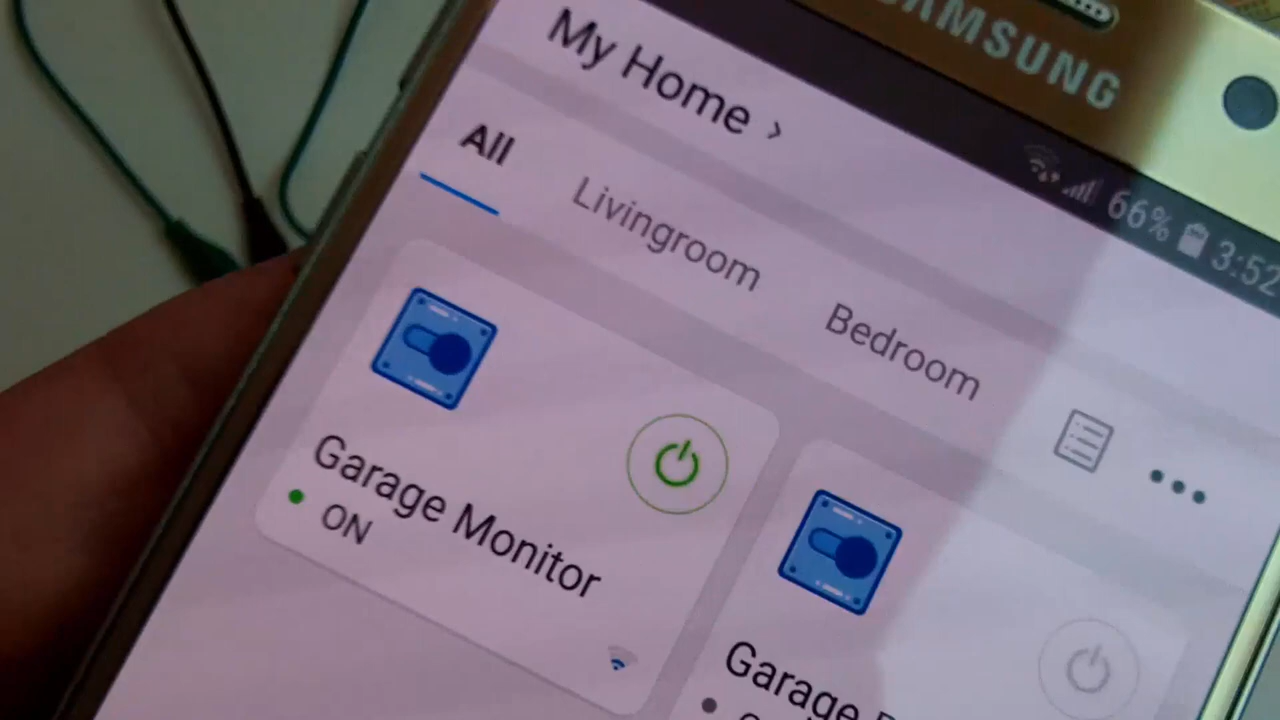 SAMSUNG
66% 3:52
My Home >
All Livingroom Bedroom
Garage Monitor
ON
Garage